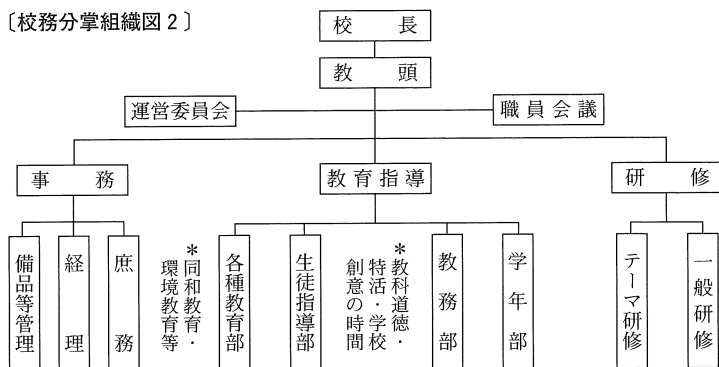 〔校務分掌組織図2〕
校長
教頭
運営委員会
職員会議
事務
教育指導
研修
備品等管理
経理
庶務
*同和教育・
環境教育等
各種教育部
生徒指導部
*教科道徳・
特活・学校
創意の時間
教務部
学年部
テーマ研修
一般研修